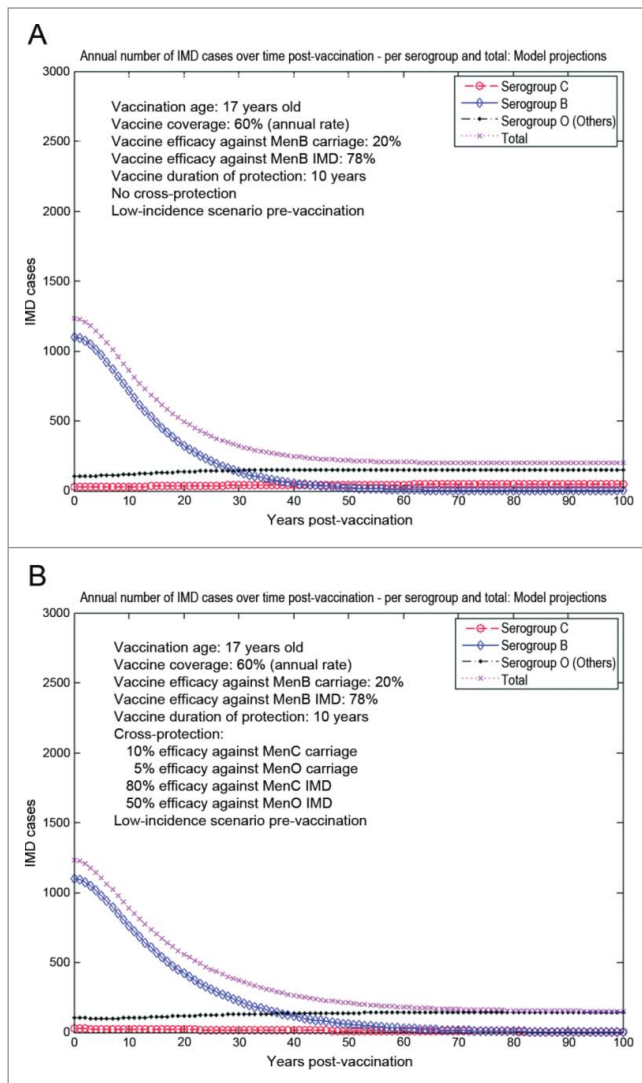 A
Annual number of IMD cases over time post-vaccination - per serogroup and total: Model projections
3000
2500
2000
1500
1000
500
0
IMD cases
Vaccination age: 17 years old
Vaccine coverage: 60% (annual rate)
Vaccine efficacy against MenB carriage: 20%
Vaccine efficacy against MenB IMD: 78%
Vaccine duration of protection: 10 years
No cross-protection
Low-incidence scenario pre-vaccination
Serogroup C
Serogroup B
Serogroup O (Others)
Total
0 10 20 30 40 50 60 70 80 90 100
Years post-vaccination
B
Annual number of IMD cases over time post-vaccination - per serogroup and total: Model projections
3000
2500
2000
1500
1000
500
0
IMD cases
Vaccination age: 17 years old
Vaccine coverage: 60% (annual rate)
Vaccine efficacy against MenB carriage: 20%
Vaccine efficacy against MenB IMD: 78%
Vaccine duration of protection: 10 years
Cross-protection:
10% efficacy against MenC carriage
5% efficacy against MenO carriage
80% efficacy against MenC IMD
50% efficacy against MenO IMD
Low-incidence scenario pre-vaccination
Serogroup C
Serogroup B
Serogroup O (Others)
Total
0 10 20 30 40 50 60 70 80 90 100
Years post-vaccination